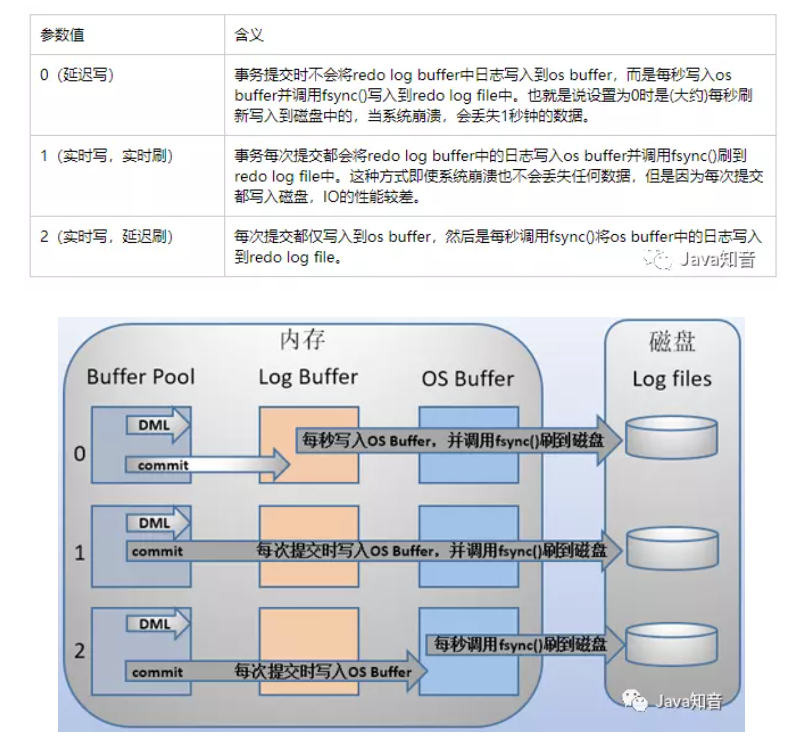 参数值 含义
0（延迟写） 事务提交时不会将redo log buffer中日志写入到os buffer，而是每秒写入os
buffer并调用fsync()写入到redo log file中。也就是说设置为0时是(大约)每秒刷
新写入到磁盘中的，当系统崩溃，会丢失1秒钟的数据。
1（实时写，实时刷） 事务每次提交都会将redo log buffer中的日志写入os buffer并调用fsync()刷到
redo log file中。这种方式即使系统崩溃也不会丢失任何数据，但是因为每次提交
都写入磁盘，IO的性能较差。
2（实时写，延迟刷） 每次提交都仅写入到os buffer，然后是每秒调用fsync()将os buffer中的日志写入
到redo log file。
Java知音
内存 磁盘
Buffer Pool Log Buffer OS Buffer Log files
DML
0 每秒写入OS Buffer，并调用fsync()刷到磁盘
commit
DML
1 commit 每次提交时写入OS Buffer，并调用fsync()刷到磁盘
DML
2 每秒调用fsync()刷到磁盘
commit 每次提交时写入OS Buffer
Java知音